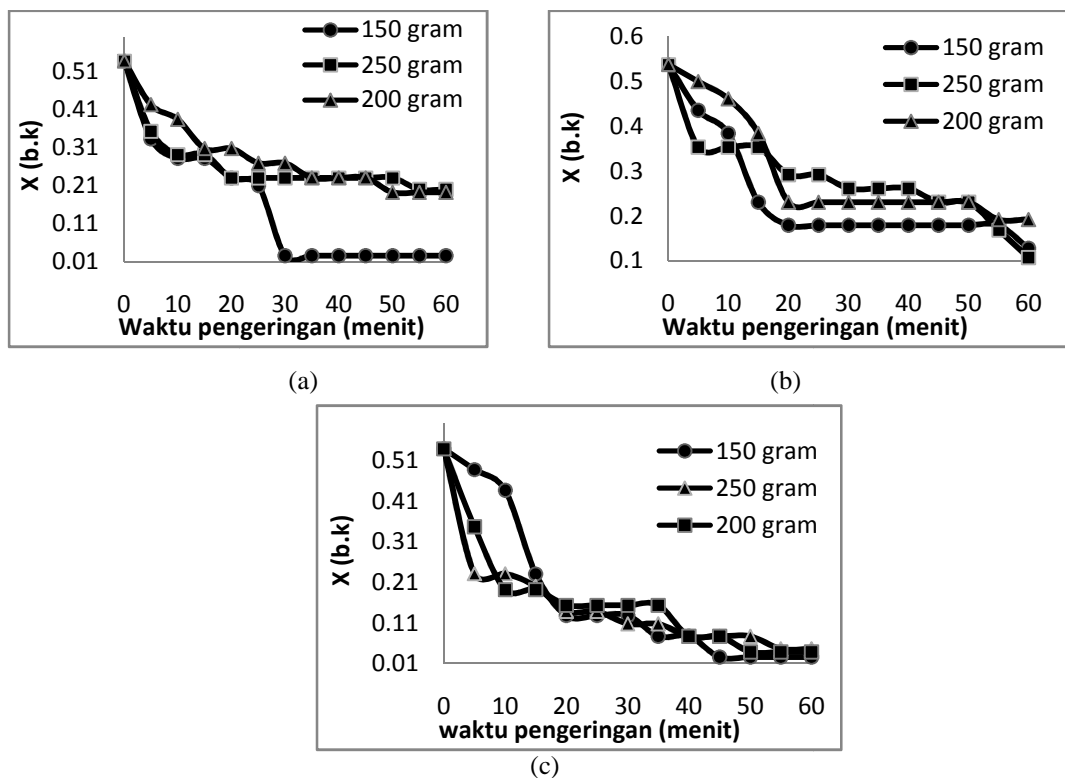 0.51
0.41
0.31
0.21
0.11
0.01
X (b.k)
150 gram
250 gram
200 gram
0 10 20 30 40 50 60
Waktu pengeringan (menit)
(a)
0.6
0.5
0.4
0.3
0.2
0.1
X (b.k)
150 gram
250 gram
200 gram
0 10 20 30 40 50 60
Waktu pengeringan (menit)
(b)
0.51
0.41
0.31
0.21
0.11
0.01
X (b.k)
150 gram
250 gram
200 gram
0 10 20 30 40 50 60
waktu pengeringan (menit)
(c)